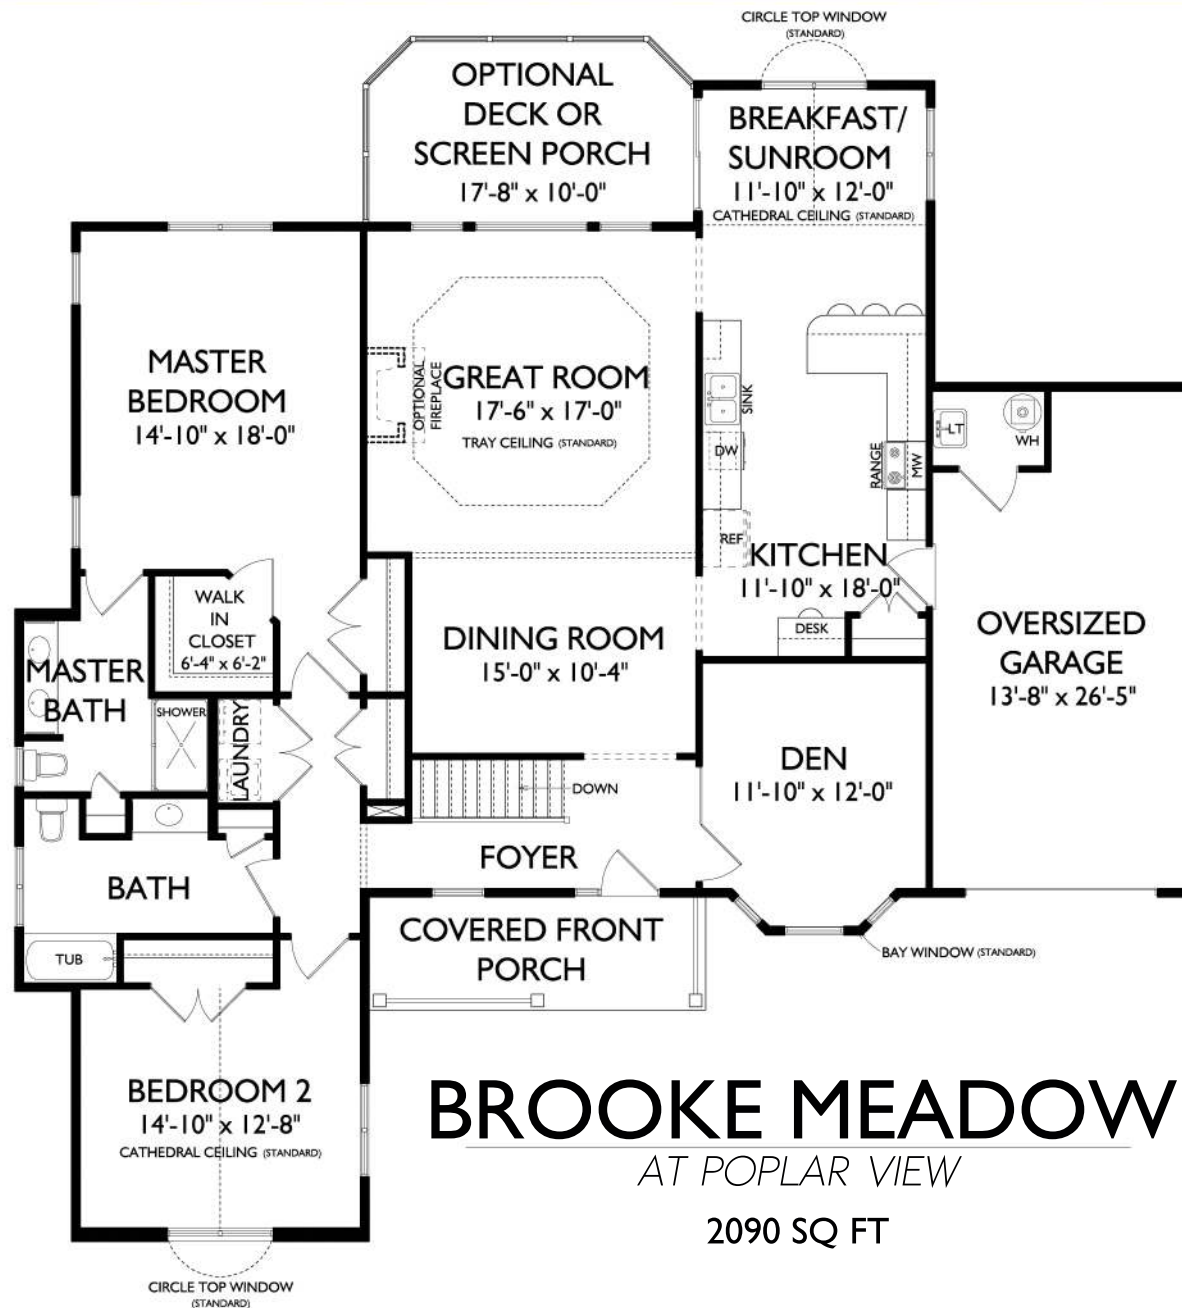 CIRCLE TOP WINDOW
(STANDARD)
OPTIONAL
DECK OR
SCREEN PORCH
17'-8" x 10'-0"
BREAKFAST/
SUNROOM
11'-10" x 12'-0"
CATHEDRAL CEILING (STANDARD)
MASTER
BEDROOM
14'-10" x 18'-0"
OPTIONAL
FIREPLACE
GREAT ROOM
17'-6" x 17'-0"
TRAY CEILING (STANDARD)
SINK
DW
REF
RANGE
MW
LT
WH
KITCHEN
11'-10" x 18'-0"
DESK
WALK
IN
CLOSET
6'-4" x 6'-2"
DINING ROOM
15'-0" x 10'-4"
OVERSIZED
GARAGE
13'-8" x 26'-5"
MASTER
BATH
SHOWER
LAUNDRY
DOWN
DEN
11'-10" x 12'-0"
FOYER
BATH
TUB
COVERED FRONT
PORCH
BAY WINDOW (STANDARD)
BEDROOM 2
14'-10" x 12'-8"
CATHEDRAL CEILING (STANDARD)
CIRCLE TOP WINDOW
(STANDARD)
BROOKE MEADOW
AT POPLAR VIEW
2090 SQ FT